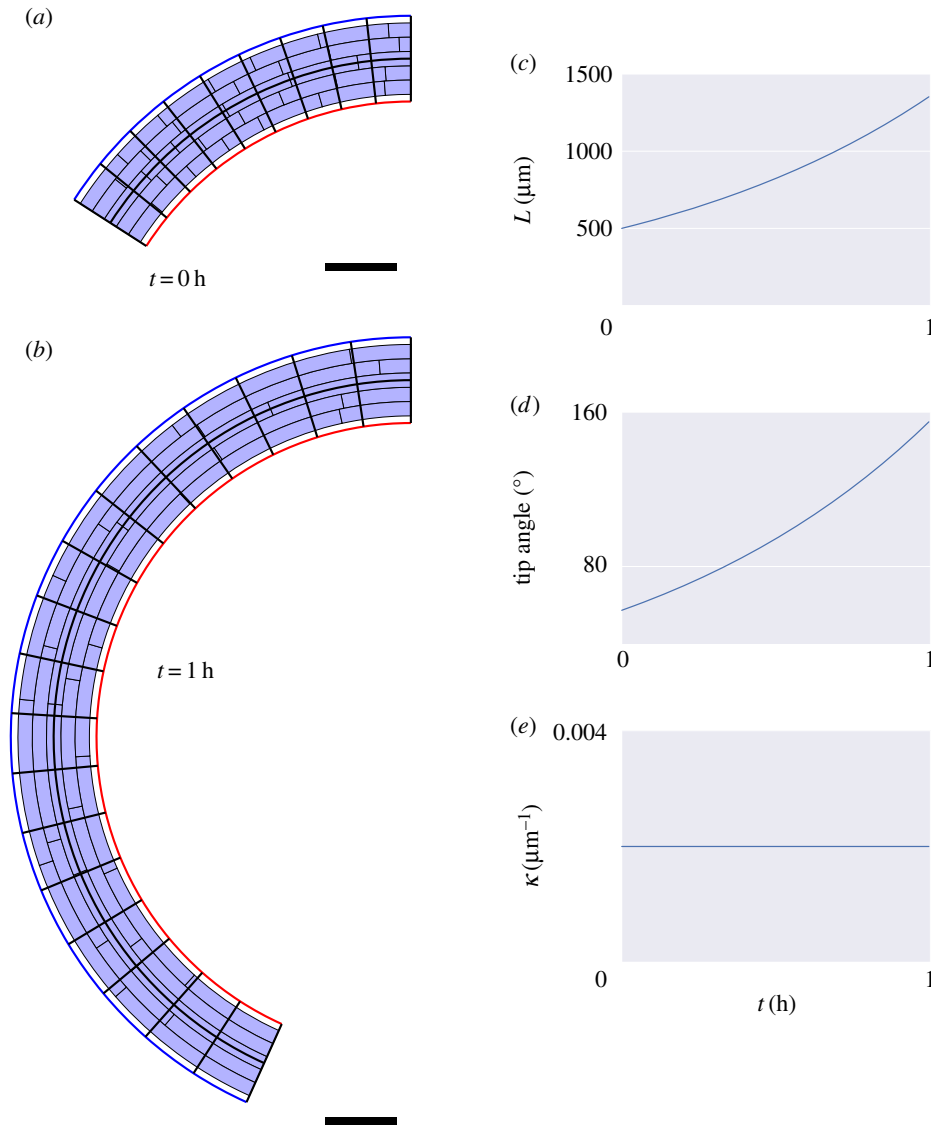 (a)
t = 0 h
(b)
t = 1 h
(c)
1500
1000
500
0
1
L (µm)
(d)
160
80
0
1
tip angle (°)
(e)
0.004
0
1
κ (µm⁻¹)
t (h)